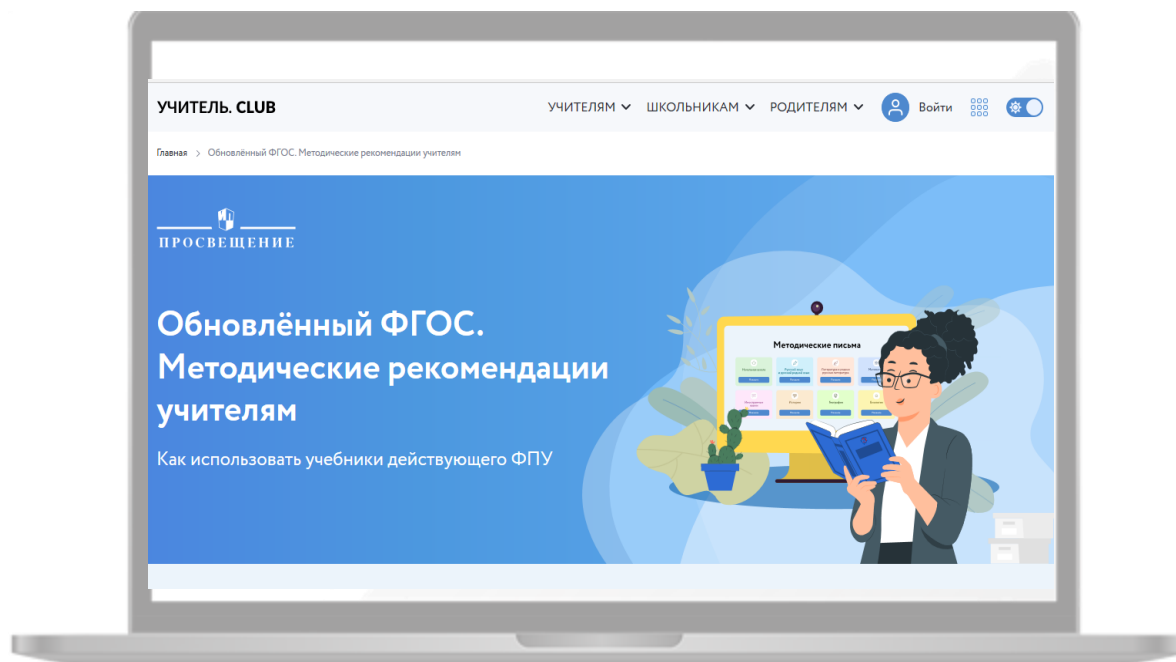 УЧИТЕЛЬ. CLUB
УЧИТЕЛЯМ ШКОЛЬНИКАМ РОДИТЕЛЯМ Войти
Главная > Обновлённый ФГОС. Методические рекомендации учителям
ПРОСВЕЩЕНИЕ
Обновлённый ФГОС.
Методические рекомендации
учителям
Как использовать учебники действующего ФПУ
Методические письма